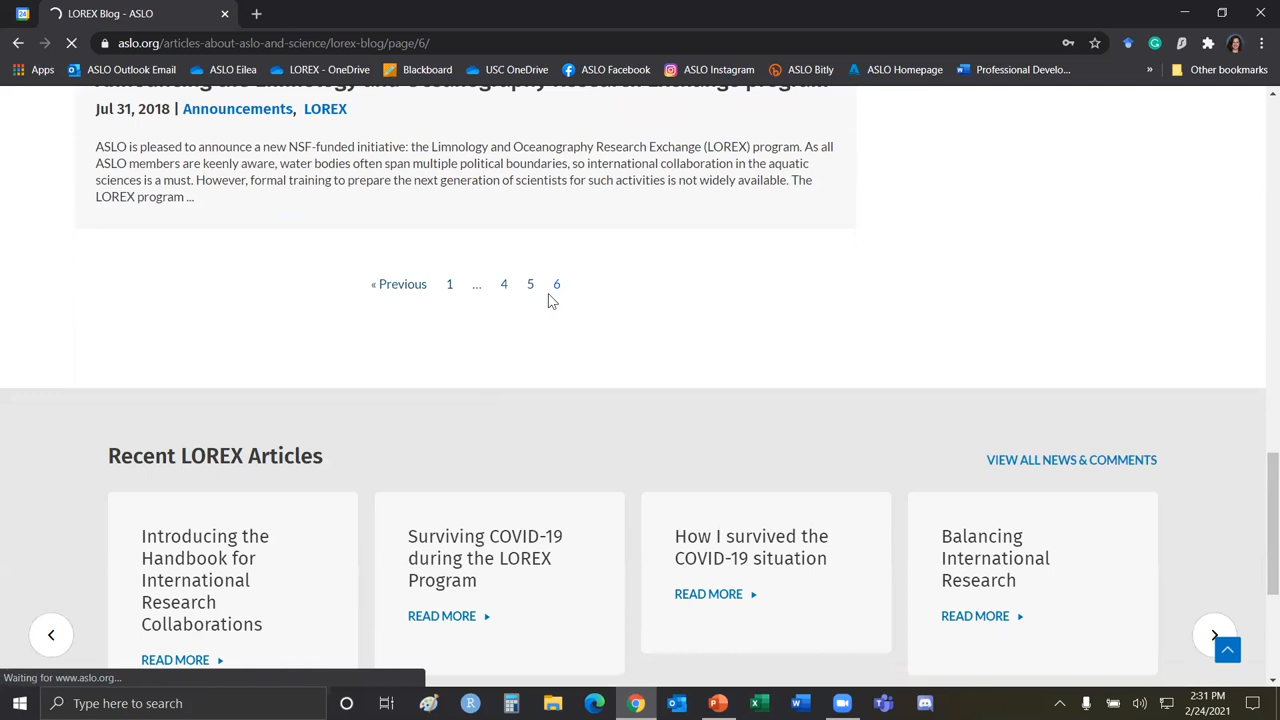 LOREX Blog - ASLO
aslo.org/articles-about-aslo-and-science/lorex-blog/page/6/
Apps ASLO Outlook Email ASLO Eilea LOREX - OneDrive Blackboard USC OneDrive ASLO Facebook ASLO Instagram ASLO Bitly ASLO Homepage Professional Develo... » Other bookmarks
Announcing the Limnology and Oceanography Research Exchange program
Jul 31, 2018 | Announcements, LOREX
ASLO is pleased to announce a new NSF-funded initiative: the Limnology and Oceanography Research Exchange (LOREX) program. As all
ASLO members are keenly aware, water bodies often span multiple political boundaries, so international collaboration in the aquatic
sciences is a must. However, formal training to prepare the next generation of scientists for such activities is not widely available. The
LOREX program ...
« Previous 1 ... 4 5 6
Recent LOREX Articles
VIEW ALL NEWS & COMMENTS
Introducing the
Handbook for
International
Research
Collaborations
READ MORE
Surviving COVID-19
during the LOREX
Program
READ MORE
How I survived the
COVID-19 situation
READ MORE
Balancing
International
Research
READ MORE
Waiting for www.aslo.org...
Type here to search
2:31 PM
2/24/2021